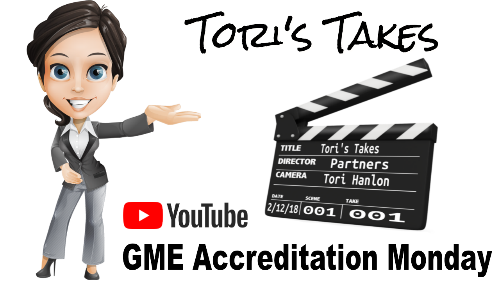 Tori's Takes
TITLE Tori's Takes
DIRECTOR Partners
CAMERA Tori Hanlon
DATE SCENE TAKE
2/12/18 001 001
YouTube
GME Accreditation Monday